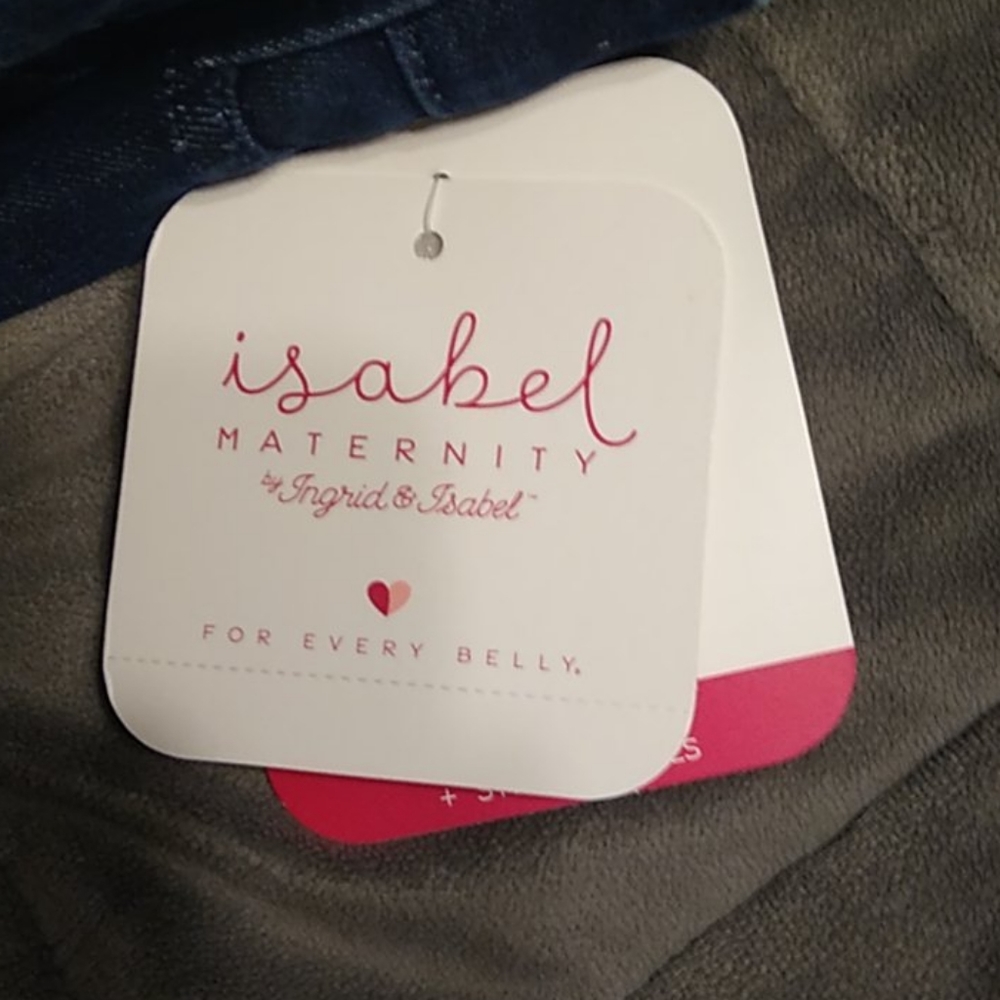 isabel
MATERNITY
by Ingrid & Isabel™
FOR EVERY BELLY®
+